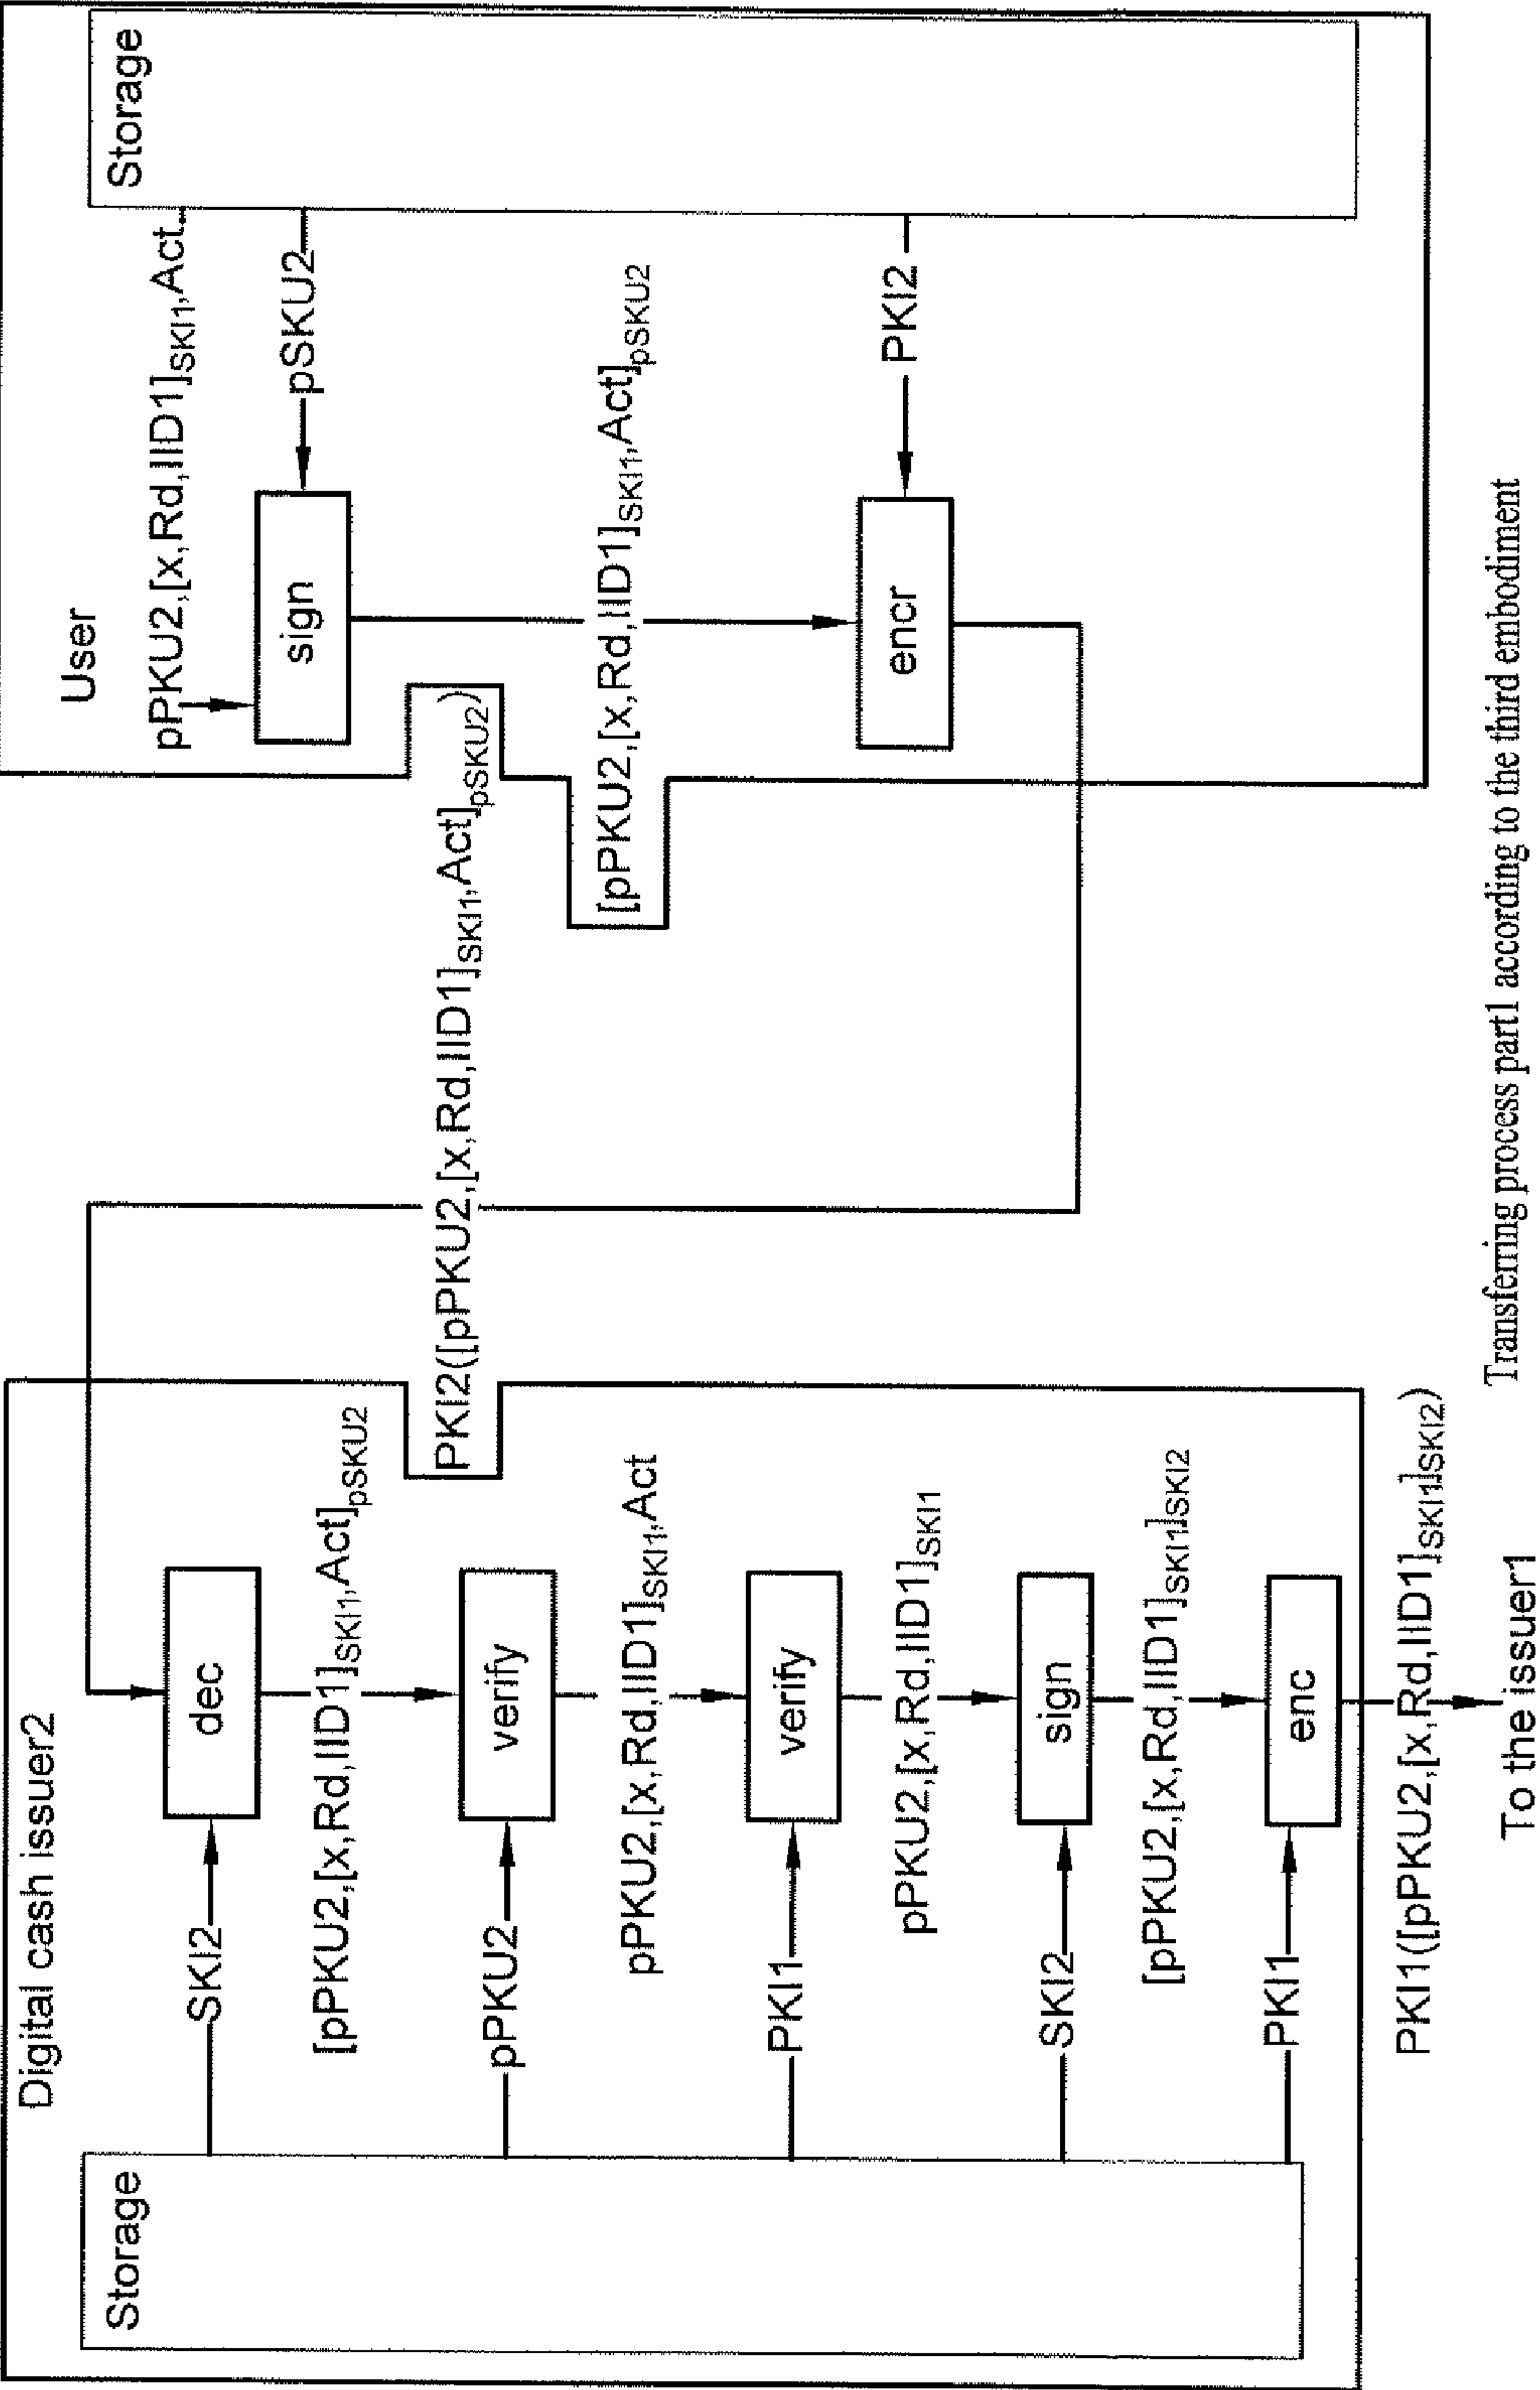 Digital cash issuer2
Storage
SKI2
dec
[pPKU2,[x,Rd,IID1]SKI1,Act]pSKU2
pPKU2
verify
pPKU2,[x,Rd,IID1]SKI1,Act
PKI1
verify
pPKU2,[x,Rd,IID1]SKI1
SKI2
sign
[pPKU2,[x,Rd,IID1]SKI1]SKI2
PKI1
enc
PKI1([pPKU2,[x,Rd,IID1]SKI1]SKI2)
To the issuer1
PKI2([pPKU2,[x,Rd,IID1]SKI1,Act]pSKU2)
User
Storage
pPKU2,[x,Rd,IID1]SKI1,Act
pSKU2
sign
[pPKU2,[x,Rd,IID1]SKI1,Act]pSKU2
PKI2
encr
Transferring process part1 according to the third embodiment